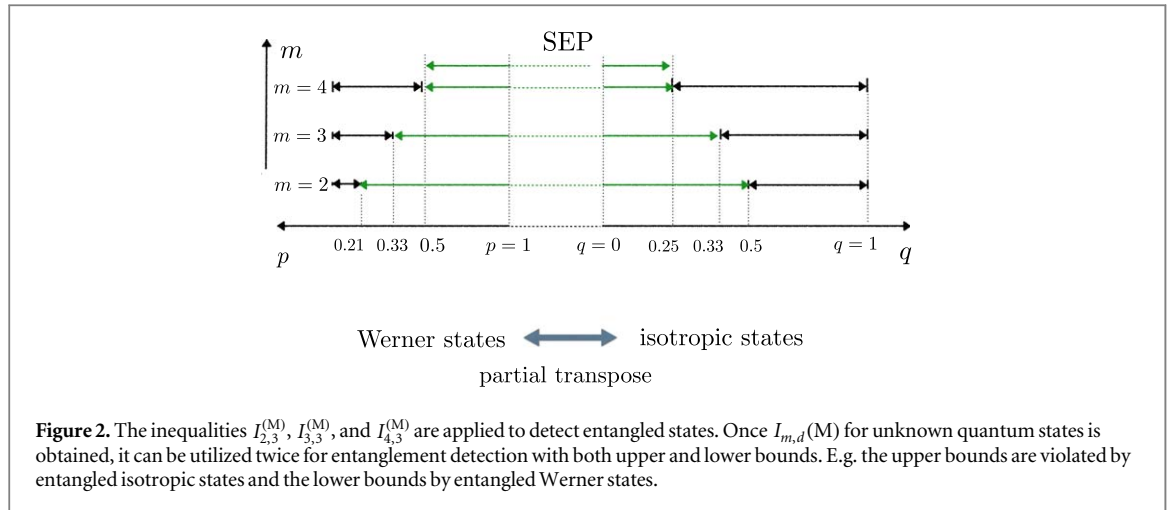 SEP
m
m = 4
m = 3
m = 2
0.21 0.33 0.5 p = 1 q = 0 0.25 0.33 0.5 q = 1
p q
Werner states isotropic states
partial transpose
Figure 2. The inequalities I_{2,3}^{(M)}, I_{3,3}^{(M)}, and I_{4,3}^{(M)} are applied to detect entangled states. Once I_{m,d}(M) for unknown quantum states is
obtained, it can be utilized twice for entanglement detection with both upper and lower bounds. E.g. the upper bounds are violated by
entangled isotropic states and the lower bounds by entangled Werner states.